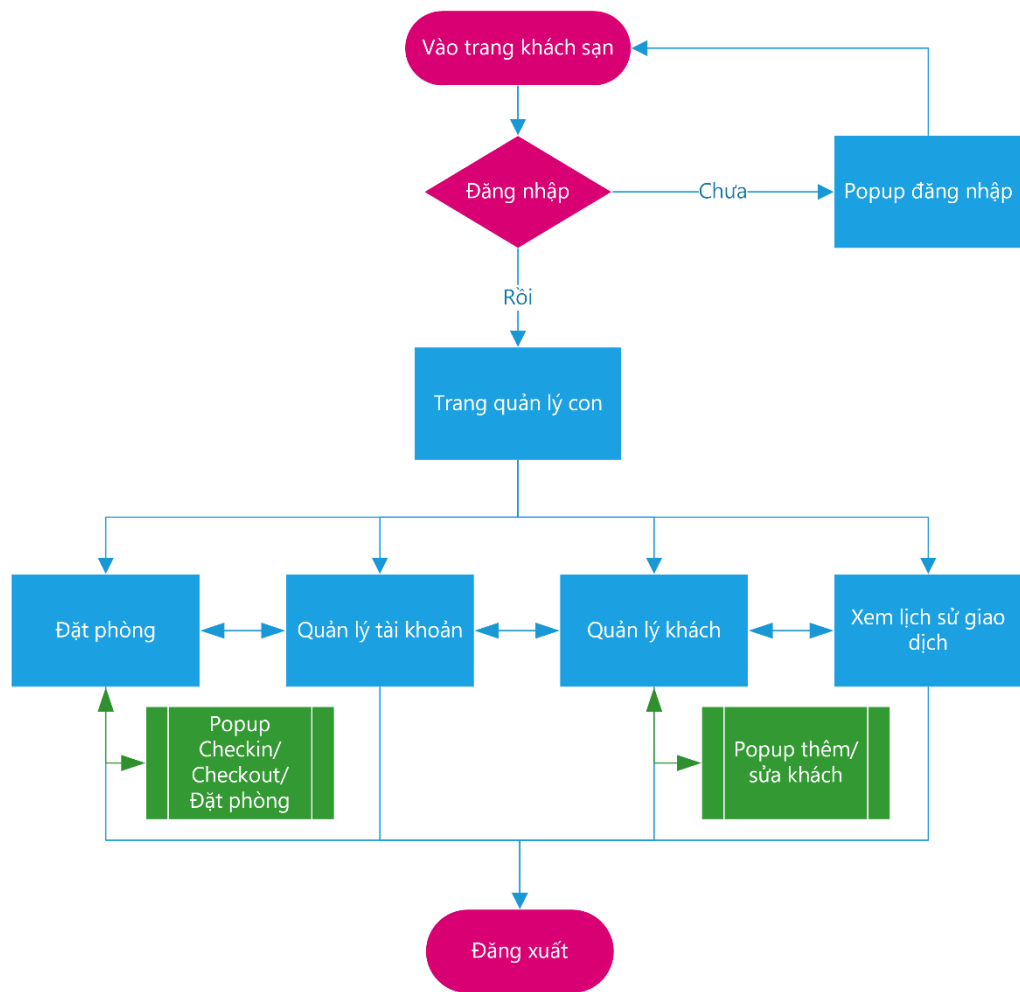 Vào trang khách sạn
Đăng nhập
Chưa
Popup đăng nhập
Rồi
Trang quản lý con
Đặt phòng
Quản lý tài khoản
Quản lý khách
Xem lịch sử giao
dịch
Popup
Checkin/
Checkout/
Đặt phòng
Popup thêm/
sửa khách
Đăng xuất